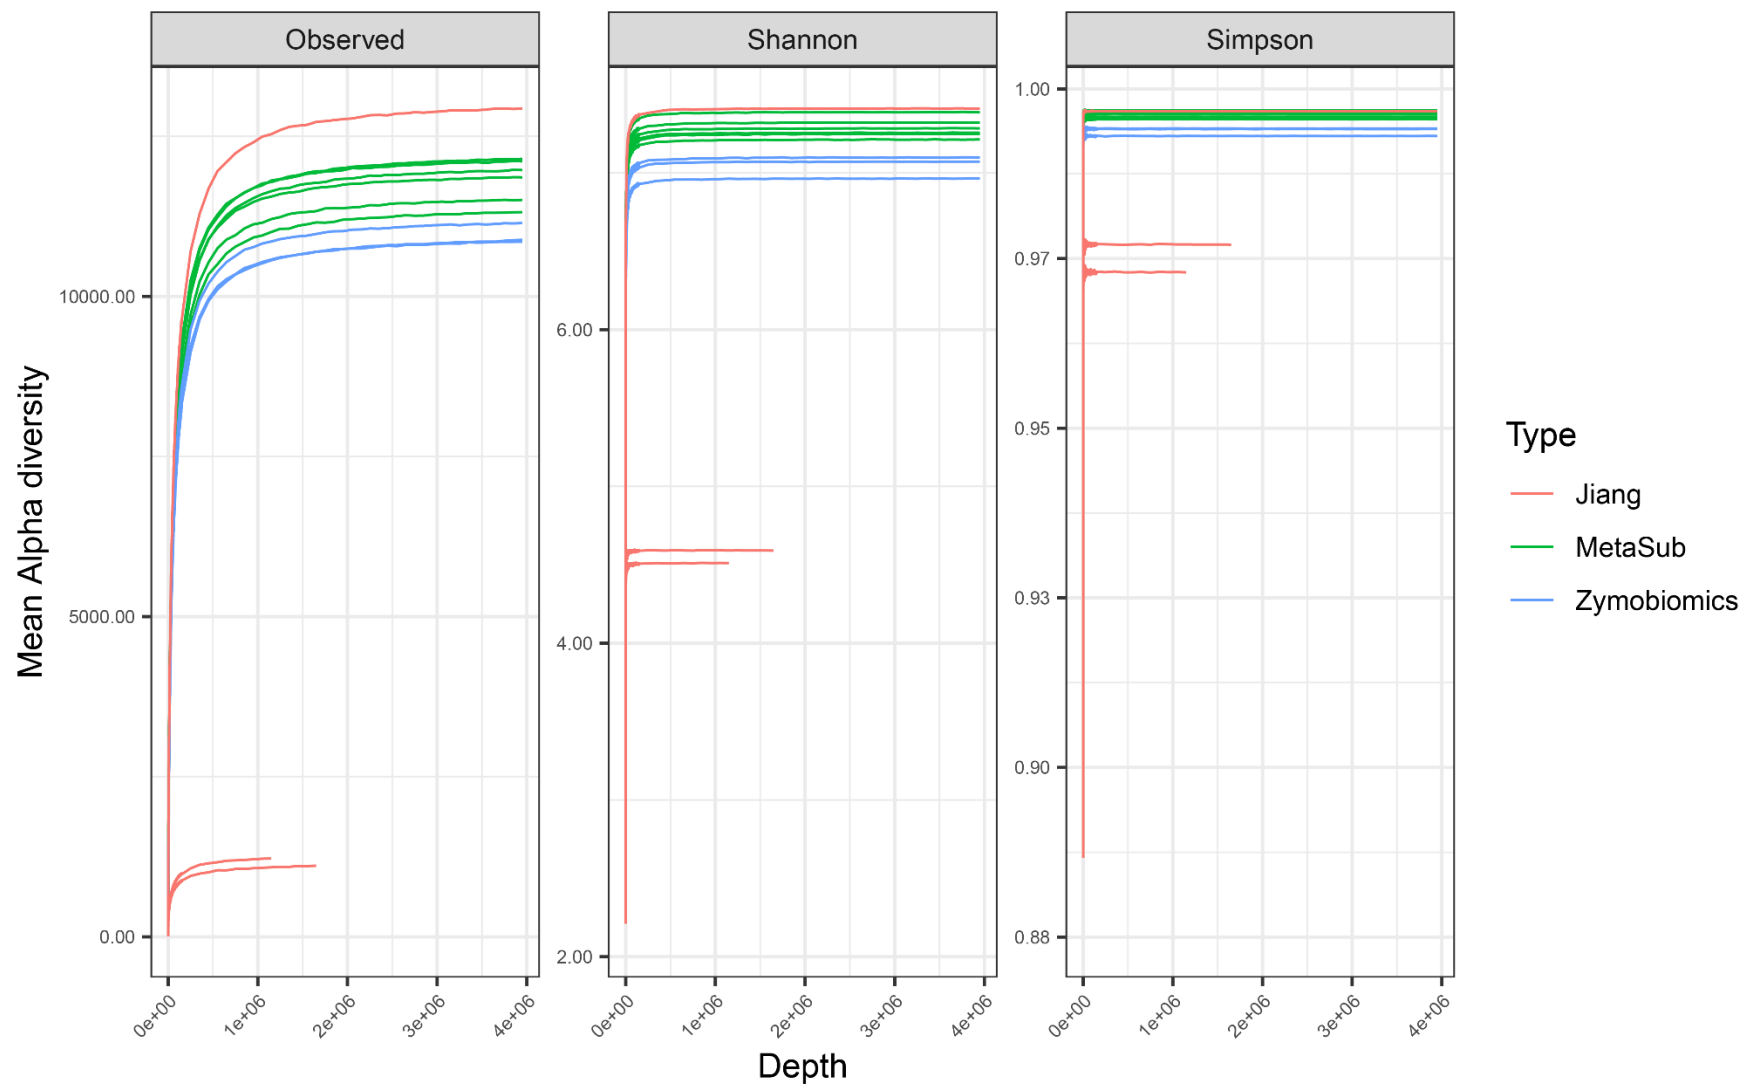 Observed
Shannon
Simpson
Mean Alpha diversity
10000.00
5000.00
0.00
6.00
4.00
2.00
1.00
0.97
0.95
0.93
0.90
0.88
0e+00
1e+06
2e+06
3e+06
4e+06
0e+00
1e+06
2e+06
3e+06
4e+06
0e+00
1e+06
2e+06
3e+06
4e+06
Depth
Type
Jiang
MetaSub
Zymobiomics